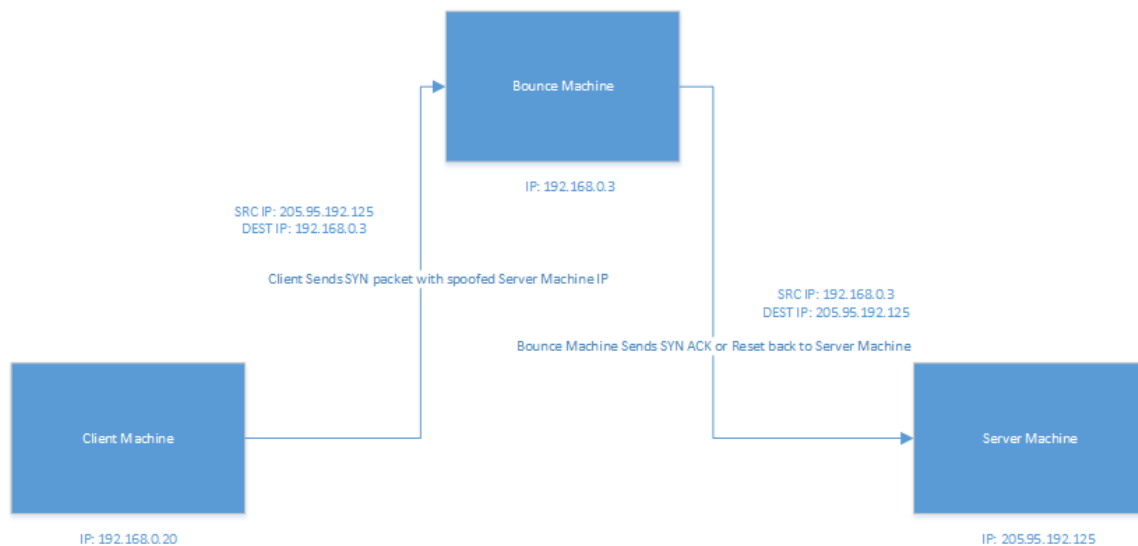 Bounce Machine
IP: 192.168.0.3
SRC IP: 205.95.192.125
DEST IP: 192.168.0.3
Client Sends SYN packet with spoofed Server Machine IP
SRC IP: 192.168.0.3
DEST IP: 205.95.192.125
Bounce Machine Sends SYN ACK or Reset back to Server Machine
Client Machine
IP: 192.168.0.20
Server Machine
IP: 205.95.192.125